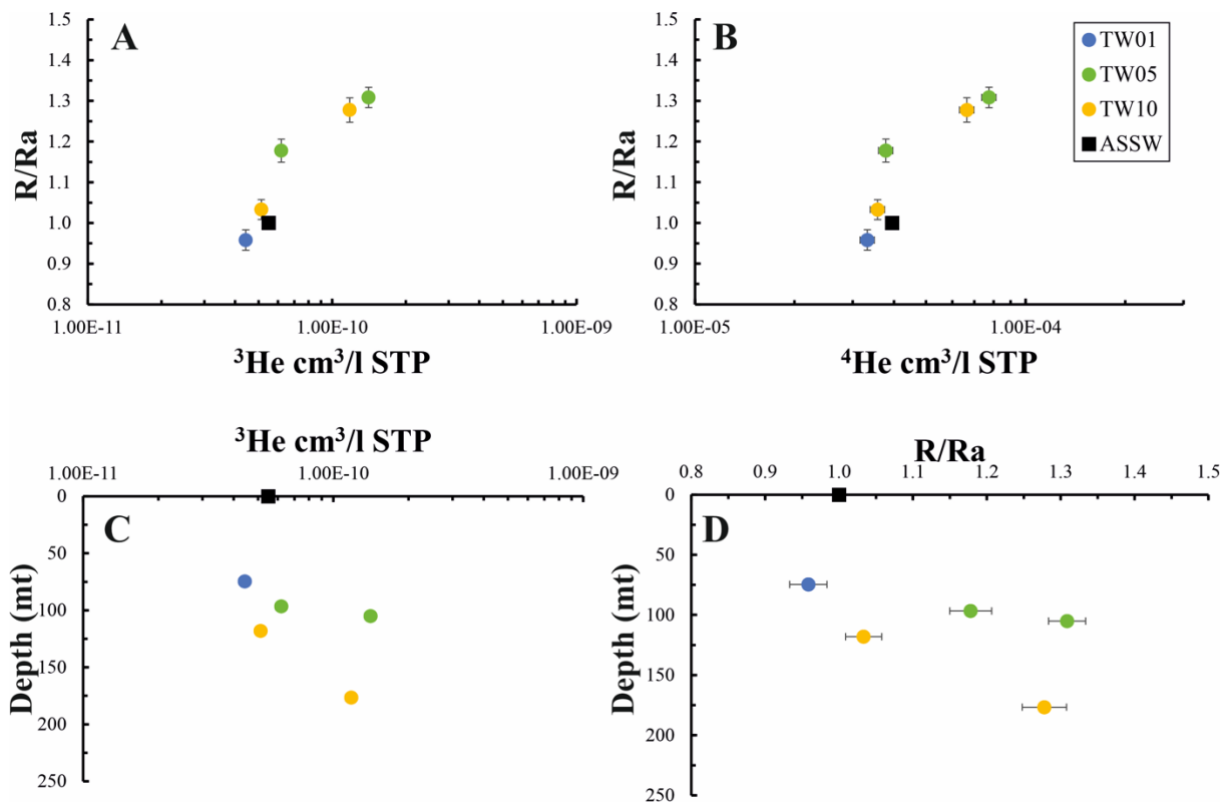 A
1.5
1.4
1.3
1.2
1.1
1.0
0.9
0.8
R/Ra
1.00E-11 1.00E-10 1.00E-09
³He cm³/l STP
B
1.5
1.4
1.3
1.2
1.1
1.0
0.9
0.8
R/Ra
1.00E-05 1.00E-04
⁴He cm³/l STP
TW01
TW05
TW10
ASSW
³He cm³/l STP
1.00E-11 1.00E-10 1.00E-09
C
0
50
100
150
200
250
Depth (mt)
R/Ra
0.8 0.9 1.0 1.1 1.2 1.3 1.4 1.5
D
0
50
100
150
200
250
Depth (mt)